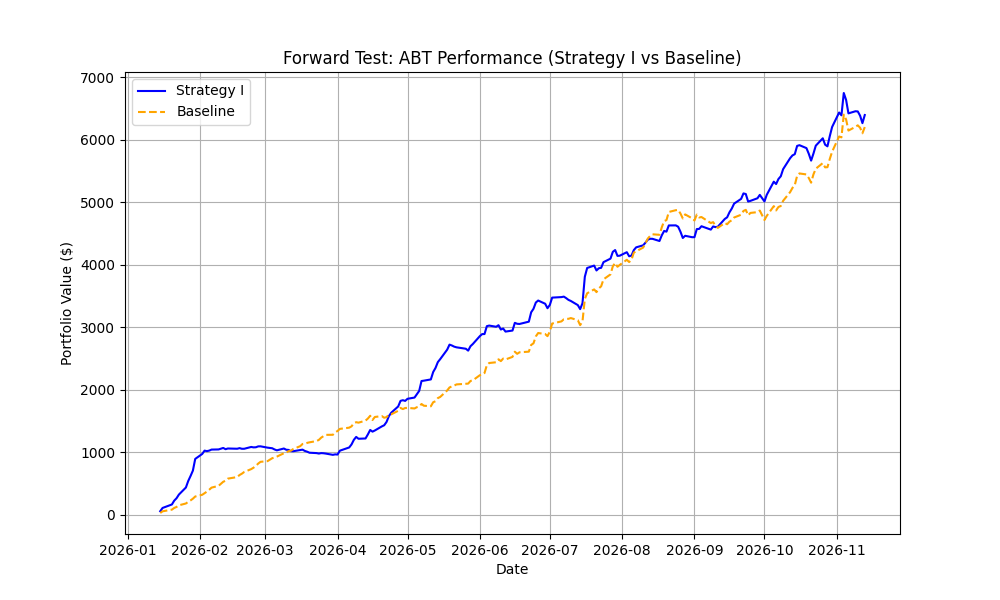 Forward Test: ABT Performance (Strategy I vs Baseline)
Strategy I
Baseline
Portfolio Value ($)
7000
6000
5000
4000
3000
2000
1000
0
2026-01 2026-02 2026-03 2026-04 2026-05 2026-06 2026-07 2026-08 2026-09 2026-10 2026-11
Date